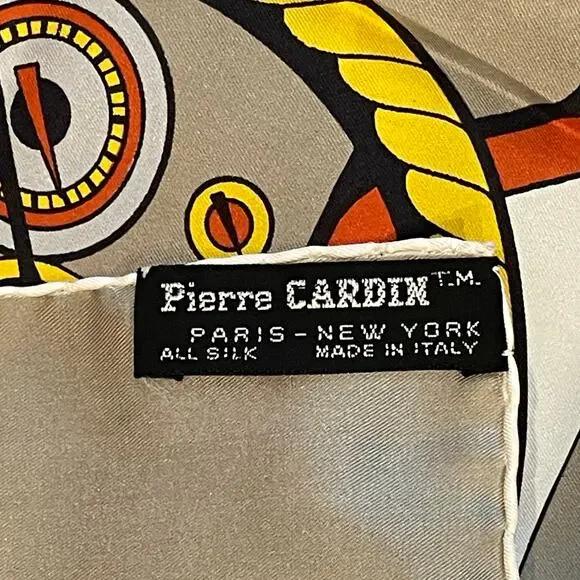 Pierre CARDIN T.M.
PARIS - NEW YORK
ALL SILK MADE IN ITALY